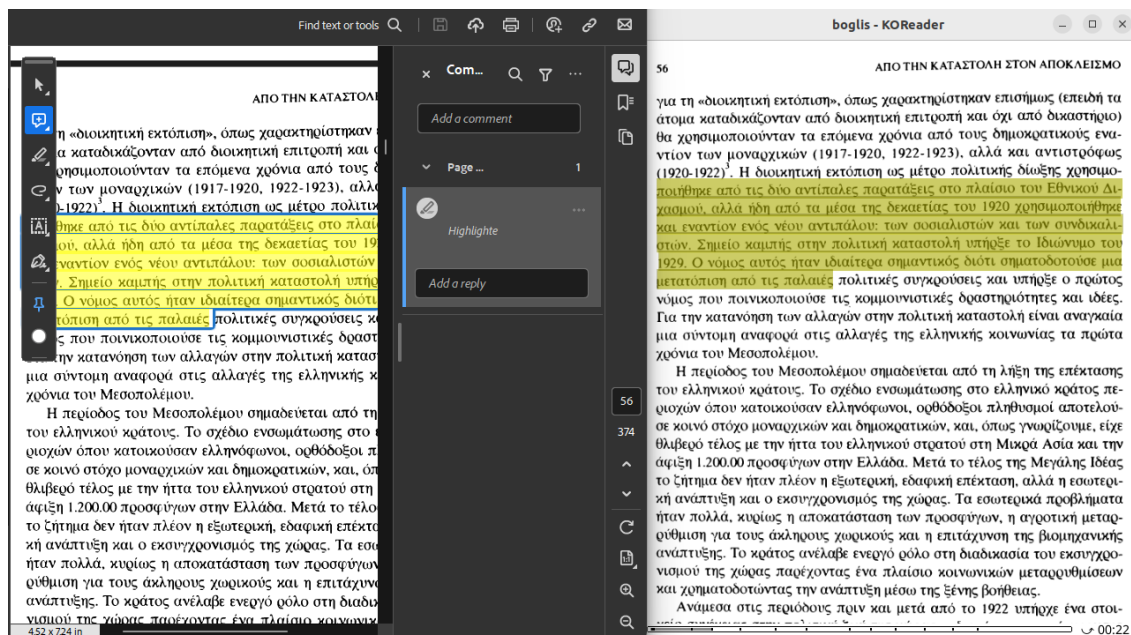 Find text or tools
Com...
Add a comment
Page ...
1
Highlighte
Add a reply
56
374
ΑΠΟ ΤΗΝ ΚΑΤΑΣΤΟΛ
η «διοικητική εκτόπιση», όπως χαρακτηρίστηκαν
α καταδικάζονταν από διοικητική επιτροπή και
ρησιμοποιούνταν τα επόμενα χρόνια από τους
ν των μοναρχικών (1917-1920, 1922-1923), αλλ
-1922)³. Η διοικητική εκτόπιση ως μέτρο πολιτικ
θηκε από τις δύο αντίπαλες παρατάξεις στο πλαί
ού, αλλά ήδη από τα μέσα της δεκαετίας του 19
εναντίον ενός νέου αντιπάλου: των σοσιαλιστών
. Σημείο καμπής στην πολιτική καταστολή υπήρ
Ο νόμος αυτός ήταν ιδιαίτερα σημαντικός διότι
τόπιση από τις παλαιές πολιτικές συγκρούσεις κ
ς που ποινικοποιούσε τις κομμουνιστικές δραστ
ην κατανόηση των αλλαγών στην πολιτική κατασ
μια σύντομη αναφορά στις αλλαγές της ελληνικής κ
χρόνια του Μεσοπολέμου.
Η περίοδος του Μεσοπολέμου σημαδεύεται από τη
του ελληνικού κράτους. Το σχέδιο ενσωμάτωσης στο ε
ριοχών όπου κατοικούσαν ελληνόφωνοι, ορθόδοξοι π
σε κοινό στόχο μοναρχικών και δημοκρατικών, και, όπ
θλιβερό τέλος με την ήττα του ελληνικού στρατού στη
άφιξη 1.200.00 προσφύγων στην Ελλάδα. Μετά το τέλο
το ζήτημα δεν ήταν πλέον η εξωτερική, εδαφική επέκτα
κή ανάπτυξη και ο εκσυγχρονισμός της χώρας. Τα εσω
ήταν πολλά, κυρίως η αποκατάσταση των προσφύγων
ρύθμιση για τους άκληρους χωρικούς και η επιτάχυν
ανάπτυξης. Το κράτος ανέλαβε ενεργό ρόλο στη διαδικ
νισμού της χώρας παρέχοντας ένα πλαίσιο κοινωνικ
4.52 x 7.24 in
boglis - KOReader
56 ΑΠΟ ΤΗΝ ΚΑΤΑΣΤΟΛΗ ΣΤΟΝ ΑΠΟΚΛΕΙΣΜΟ
για τη «διοικητική εκτόπιση», όπως χαρακτηρίστηκαν επισήμως (επειδή τα
άτομα καταδικάζονταν από διοικητική επιτροπή και όχι από δικαστήριο)
θα χρησιμοποιούνταν τα επόμενα χρόνια από τους δημοκρατικούς ενα-
ντίον των μοναρχικών (1917-1920, 1922-1923), αλλά και αντιστρόφως
(1920-1922)³. Η διοικητική εκτόπιση ως μέτρο πολιτικής δίωξης χρησιμο-
ποιήθηκε από τις δύο αντίπαλες παρατάξεις στο πλαίσιο του Εθνικού Δι-
χασμού, αλλά ήδη από τα μέσα της δεκαετίας του 1920 χρησιμοποιήθηκε
και εναντίον ενός νέου αντιπάλου: των σοσιαλιστών και των συνδικαλι-
στών. Σημείο καμπής στην πολιτική καταστολή υπήρξε το Ιδιώνυμο του
1929. Ο νόμος αυτός ήταν ιδιαίτερα σημαντικός διότι σηματοδοτούσε μια
μετατόπιση από τις παλαιές πολιτικές συγκρούσεις και υπήρξε ο πρώτος
νόμος που ποινικοποιούσε τις κομμουνιστικές δραστηριότητες και ιδέες.
Για την κατανόηση των αλλαγών στην πολιτική καταστολή είναι αναγκαία
μια σύντομη αναφορά στις αλλαγές της ελληνικής κοινωνίας τα πρώτα
χρόνια του Μεσοπολέμου.
Η περίοδος του Μεσοπολέμου σημαδεύεται από τη λήξη της επέκτασης
του ελληνικού κράτους. Το σχέδιο ενσωμάτωσης στο ελληνικό κράτος πε-
ριοχών όπου κατοικούσαν ελληνόφωνοι, ορθόδοξοι πληθυσμοί αποτελού-
σε κοινό στόχο μοναρχικών και δημοκρατικών, και, όπως γνωρίζουμε, είχε
θλιβερό τέλος με την ήττα του ελληνικού στρατού στη Μικρά Ασία και την
άφιξη 1.200.00 προσφύγων στην Ελλάδα. Μετά το τέλος της Μεγάλης Ιδέας
το ζήτημα δεν ήταν πλέον η εξωτερική, εδαφική επέκταση, αλλά η εσωτερι-
κή ανάπτυξη και ο εκσυγχρονισμός της χώρας. Τα εσωτερικά προβλήματα
ήταν πολλά, κυρίως η αποκατάσταση των προσφύγων, η αγροτική μεταρ-
ρύθμιση για τους άκληρους χωρικούς και η επιτάχυνση της βιομηχανικής
ανάπτυξης. Το κράτος ανέλαβε ενεργό ρόλο στη διαδικασία του εκσυγχρο-
νισμού της χώρας παρέχοντας ένα πλαίσιο κοινωνικών μεταρρυθμίσεων
και χρηματοδοτώντας την ανάπτυξη μέσω της ξένης βοήθειας.
Ανάμεσα στις περιόδους πριν και μετά από το 1922 υπήρχε ένα στοι-
00:22